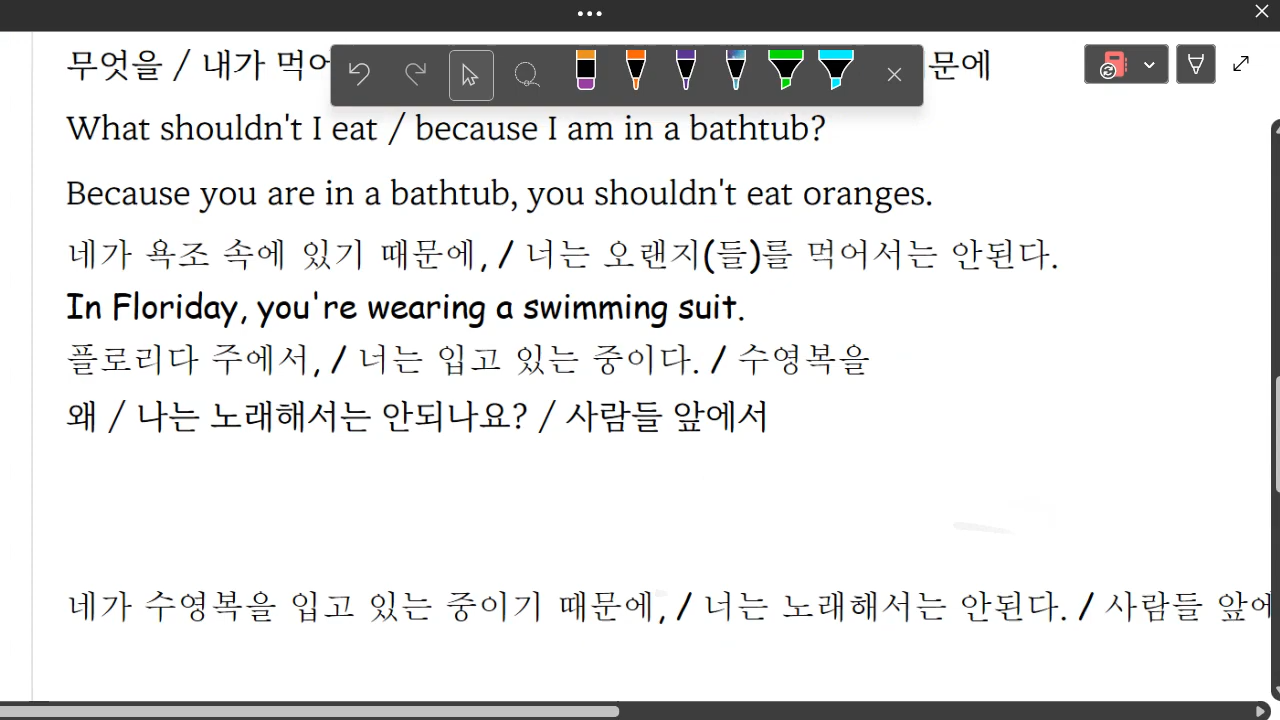 무엇을 / 내가 먹어 문에
What shouldn't I eat / because I am in a bathtub?
Because you are in a bathtub, you shouldn't eat oranges.
네가 욕조 속에 있기 때문에, / 너는 오랜지(들)를 먹어서는 안된다.
In Floriday, you're wearing a swimming suit.
플로리다 주에서, / 너는 입고 있는 중이다. / 수영복을
왜 / 나는 노래해서는 안되나요? / 사람들 앞에서
네가 수영복을 입고 있는 중이기 때문에, / 너는 노래해서는 안된다. / 사람들 앞에